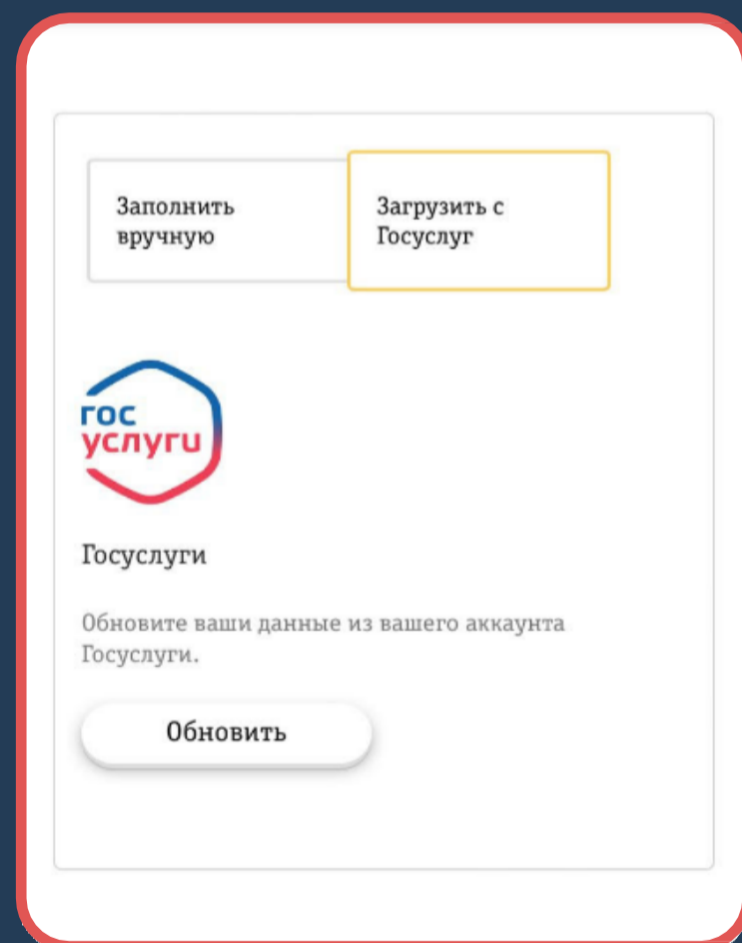 Заполнить
вручную
Загрузить с
Госуслуг
гос
услуги
Госуслуги
Обновите ваши данные из вашего аккаунта
Госуслуги.
Обновить